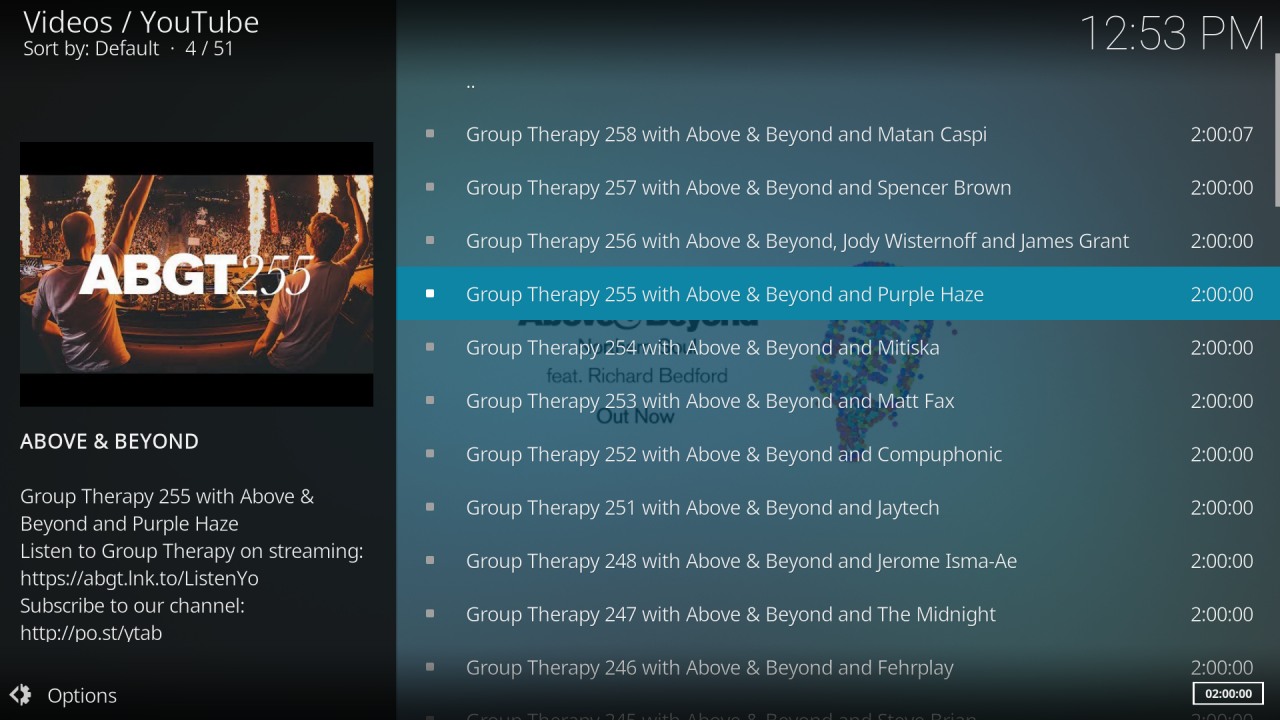 Videos / YouTube
Sort by: Default · 4 / 51
12:53 PM
..
Group Therapy 258 with Above & Beyond and Matan Caspi 2:00:07
Group Therapy 257 with Above & Beyond and Spencer Brown 2:00:00
Group Therapy 256 with Above & Beyond, Jody Wisternoff and James Grant 2:00:00
Group Therapy 255 with Above & Beyond and Purple Haze 2:00:00
Above & Beyond
Group Therapy 254 with Above & Beyond and Mitiska 2:00:00
feat. Richard Bedford
Group Therapy 253 with Above & Beyond and Matt Fax 2:00:00
Out Now
Group Therapy 252 with Above & Beyond and Compuphonic 2:00:00
Group Therapy 251 with Above & Beyond and Jaytech 2:00:00
Group Therapy 248 with Above & Beyond and Jerome Isma-Ae 2:00:00
Group Therapy 247 with Above & Beyond and The Midnight 2:00:00
Group Therapy 246 with Above & Beyond and Fehrplay 2:00:00
Group Therapy 245 with Above & Beyond and Steve Brian
ABGT255
ABOVE & BEYOND
Group Therapy 255 with Above &
Beyond and Purple Haze
Listen to Group Therapy on streaming:
https://abgt.lnk.to/ListenYo
Subscribe to our channel:
http://po.st/ytab
Options
02:00:00